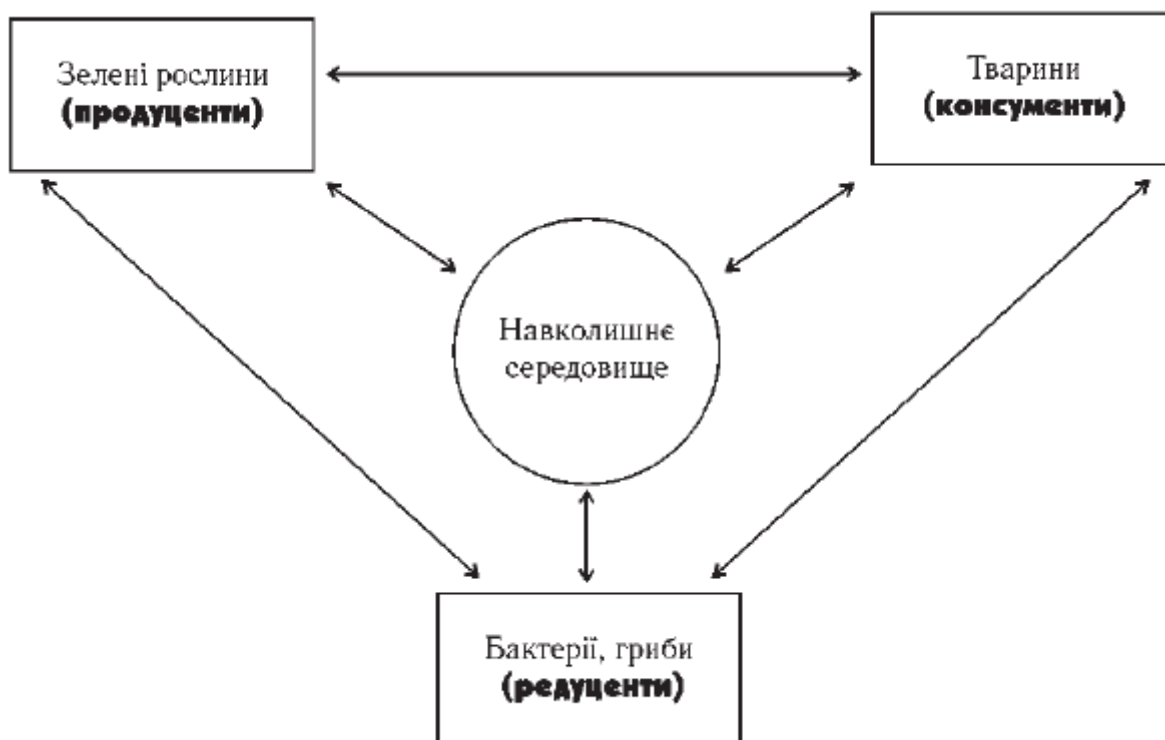 Зелені рослини
(продуценти)
Тварини
(консументи)
Навколишнє
середовище
Бактерії, гриби
(редуценти)